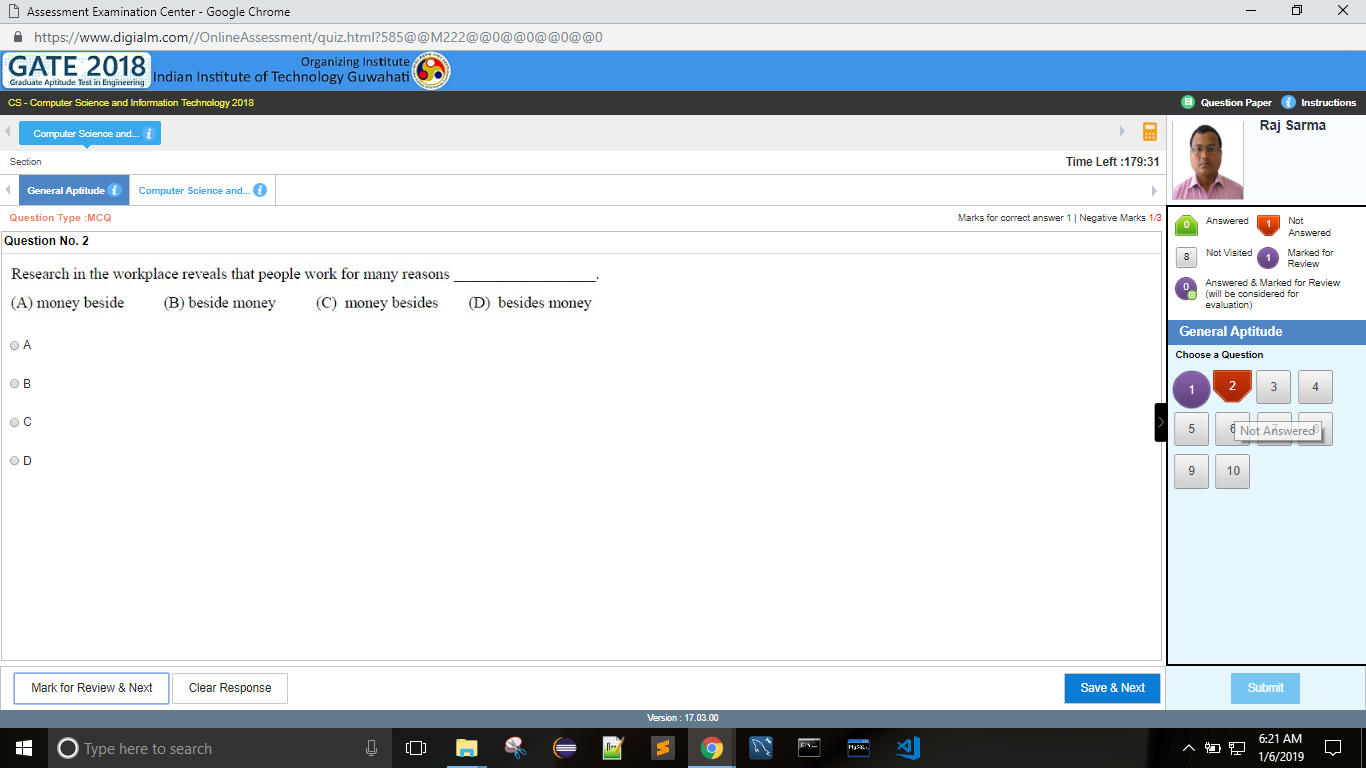 Assessment Examination Center - Google Chrome
https://www.digialm.com//OnlineAssessment/quiz.html?585@@M222@@0@@0@@0@@0
GATE 2018
Graduate Aptitude Test in Engineering
Organizing Institute
Indian Institute of Technology Guwahati
CS - Computer Science and Information Technology 2018
Question Paper
Instructions
Computer Science and...
Raj Sarma
Section
Time Left :179:31
General Aptitude
Computer Science and...
Question Type :MCQ
Marks for correct answer 1 | Negative Marks 1/3
Question No. 2
Research in the workplace reveals that people work for many reasons ___________________.
(A) money beside (B) beside money (C) money besides (D) besides money
A
B
C
D
0 Answered
1 Not Answered
8 Not Visited
1 Marked for Review
0 Answered & Marked for Review (will be considered for evaluation)
General Aptitude
Choose a Question
1 2 3 4
5 6 7 8
Not Answered
9 10
Mark for Review & Next
Clear Response
Save & Next
Submit
Version : 17.03.00
Type here to search
6:21 AM
1/6/2019